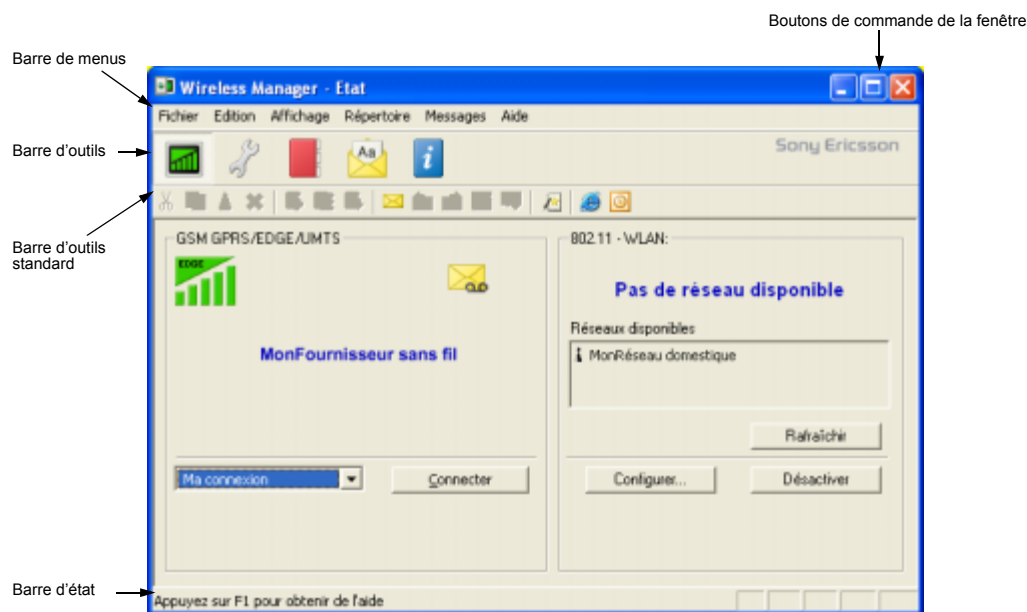 Boutons de commande de la fenêtre
Barre de menus
Wireless Manager - Etat
Fichier Edition Affichage Répertoire Messages Aide
Barre d'outils
Aa
i
Sony Ericsson
Barre d'outils
standard
GSM GPRS/EDGE/UMTS
802.11 - WLAN:
EDGE
Pas de réseau disponible
MonFournisseur sans fil
Réseaux disponibles
MonRéseau domestique
Rafraîchir
Ma connexion
Connecter
Configurer...
Désactiver
Barre d'état
Appuyez sur F1 pour obtenir de l'aide